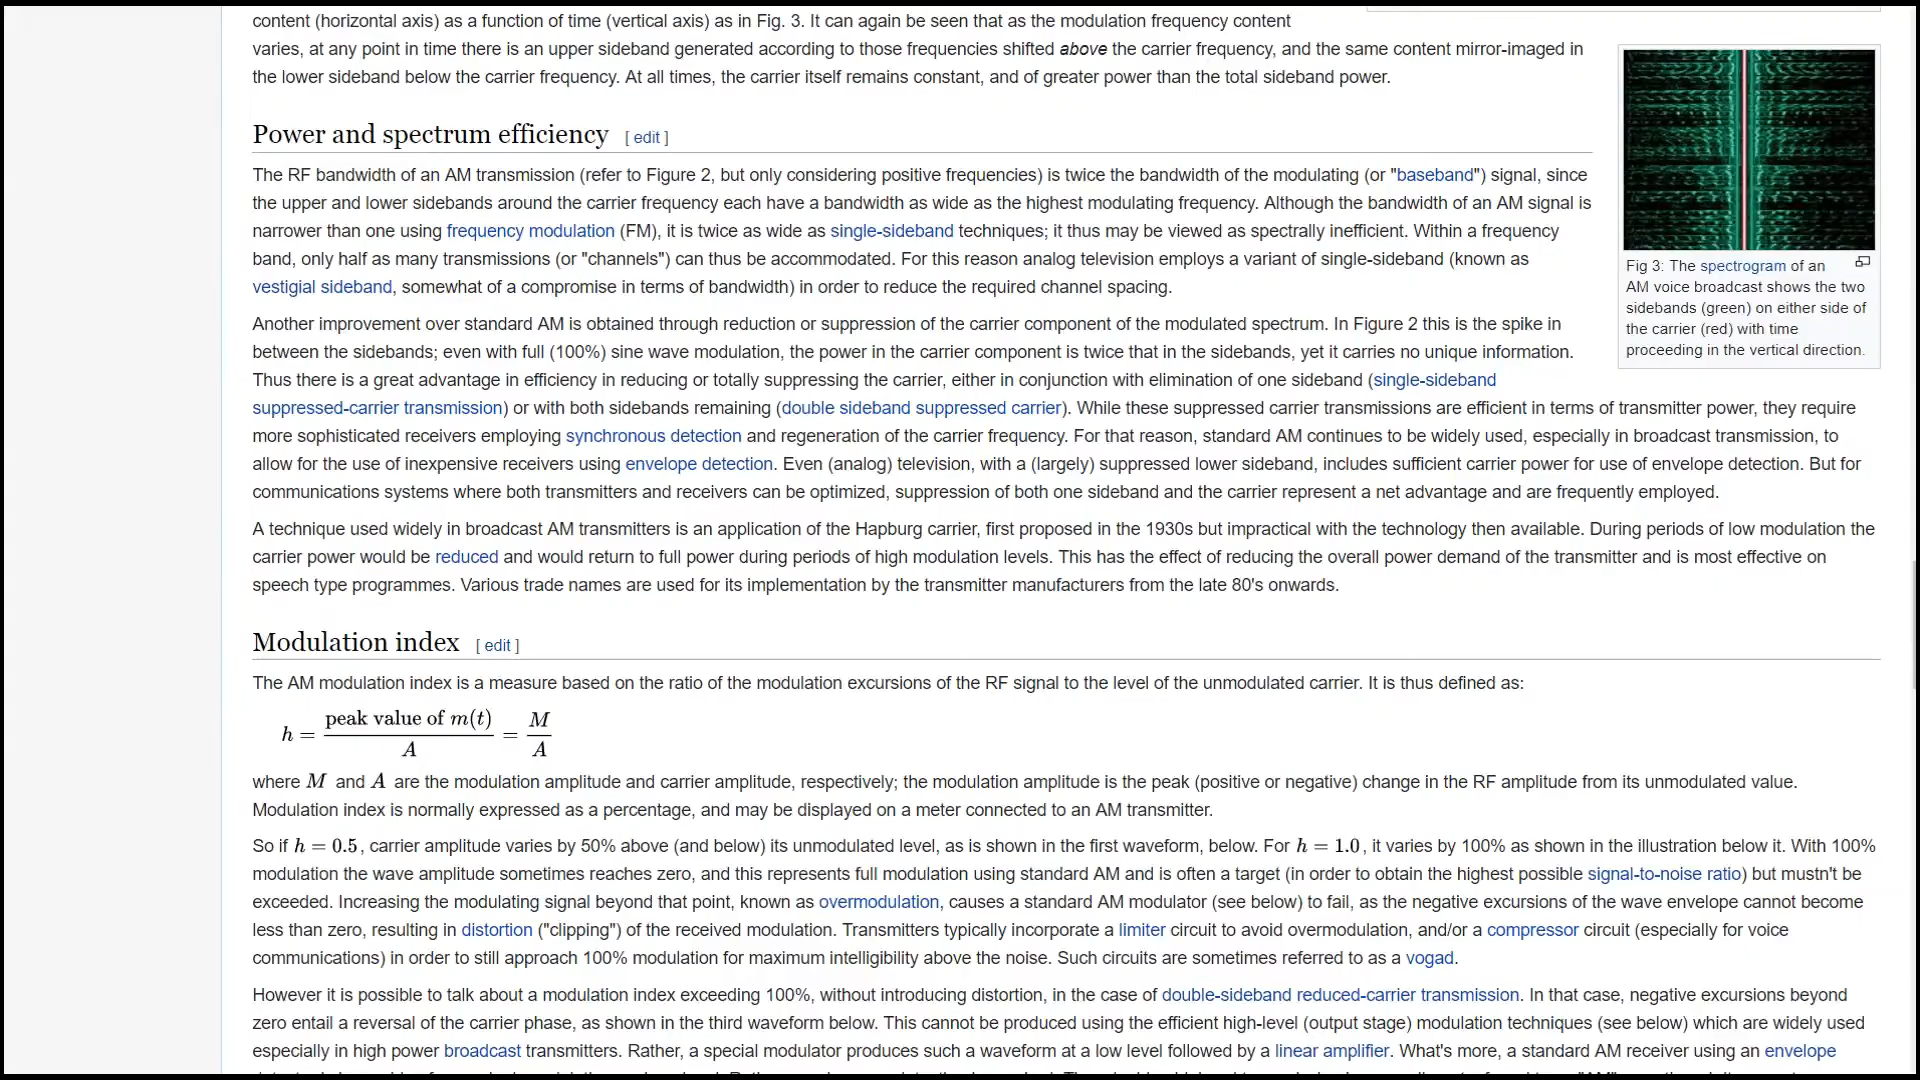 content (horizontal axis) as a function of time (vertical axis) as in Fig. 3. It can again be seen that as the modulation frequency content
varies, at any point in time there is an upper sideband generated according to those frequencies shifted above the carrier frequency, and the same content mirror-imaged in
the lower sideband below the carrier frequency. At all times, the carrier itself remains constant, and of greater power than the total sideband power.
Fig 3: The spectrogram of an
AM voice broadcast shows the two
sidebands (green) on either side of
the carrier (red) with time
proceeding in the vertical direction.
Power and spectrum efficiency [ edit ]
The RF bandwidth of an AM transmission (refer to Figure 2, but only considering positive frequencies) is twice the bandwidth of the modulating (or "baseband") signal, since
the upper and lower sidebands around the carrier frequency each have a bandwidth as wide as the highest modulating frequency. Although the bandwidth of an AM signal is
narrower than one using frequency modulation (FM), it is twice as wide as single-sideband techniques; it thus may be viewed as spectrally inefficient. Within a frequency
band, only half as many transmissions (or "channels") can thus be accommodated. For this reason analog television employs a variant of single-sideband (known as
vestigial sideband, somewhat of a compromise in terms of bandwidth) in order to reduce the required channel spacing.
Another improvement over standard AM is obtained through reduction or suppression of the carrier component of the modulated spectrum. In Figure 2 this is the spike in
between the sidebands; even with full (100%) sine wave modulation, the power in the carrier component is twice that in the sidebands, yet it carries no unique information.
Thus there is a great advantage in efficiency in reducing or totally suppressing the carrier, either in conjunction with elimination of one sideband (single-sideband
suppressed-carrier transmission) or with both sidebands remaining (double sideband suppressed carrier). While these suppressed carrier transmissions are efficient in terms of transmitter power, they require
more sophisticated receivers employing synchronous detection and regeneration of the carrier frequency. For that reason, standard AM continues to be widely used, especially in broadcast transmission, to
allow for the use of inexpensive receivers using envelope detection. Even (analog) television, with a (largely) suppressed lower sideband, includes sufficient carrier power for use of envelope detection. But for
communications systems where both transmitters and receivers can be optimized, suppression of both one sideband and the carrier represent a net advantage and are frequently employed.
A technique used widely in broadcast AM transmitters is an application of the Hapburg carrier, first proposed in the 1930s but impractical with the technology then available. During periods of low modulation the
carrier power would be reduced and would return to full power during periods of high modulation levels. This has the effect of reducing the overall power demand of the transmitter and is most effective on
speech type programmes. Various trade names are used for its implementation by the transmitter manufacturers from the late 80's onwards.
Modulation index [ edit ]
The AM modulation index is a measure based on the ratio of the modulation excursions of the RF signal to the level of the unmodulated carrier. It is thus defined as:
h = peak value of m(t) / A = M / A
where M and A are the modulation amplitude and carrier amplitude, respectively; the modulation amplitude is the peak (positive or negative) change in the RF amplitude from its unmodulated value.
Modulation index is normally expressed as a percentage, and may be displayed on a meter connected to an AM transmitter.
So if h = 0.5, carrier amplitude varies by 50% above (and below) its unmodulated level, as is shown in the first waveform, below. For h = 1.0, it varies by 100% as shown in the illustration below it. With 100%
modulation the wave amplitude sometimes reaches zero, and this represents full modulation using standard AM and is often a target (in order to obtain the highest possible signal-to-noise ratio) but mustn't be
exceeded. Increasing the modulating signal beyond that point, known as overmodulation, causes a standard AM modulator (see below) to fail, as the negative excursions of the wave envelope cannot become
less than zero, resulting in distortion ("clipping") of the received modulation. Transmitters typically incorporate a limiter circuit to avoid overmodulation, and/or a compressor circuit (especially for voice
communications) in order to still approach 100% modulation for maximum intelligibility above the noise. Such circuits are sometimes referred to as a vogad.
However it is possible to talk about a modulation index exceeding 100%, without introducing distortion, in the case of double-sideband reduced-carrier transmission. In that case, negative excursions beyond
zero entail a reversal of the carrier phase, as shown in the third waveform below. This cannot be produced using the efficient high-level (output stage) modulation techniques (see below) which are widely used
especially in high power broadcast transmitters. Rather, a special modulator produces such a waveform at a low level followed by a linear amplifier. What's more, a standard AM receiver using an envelope